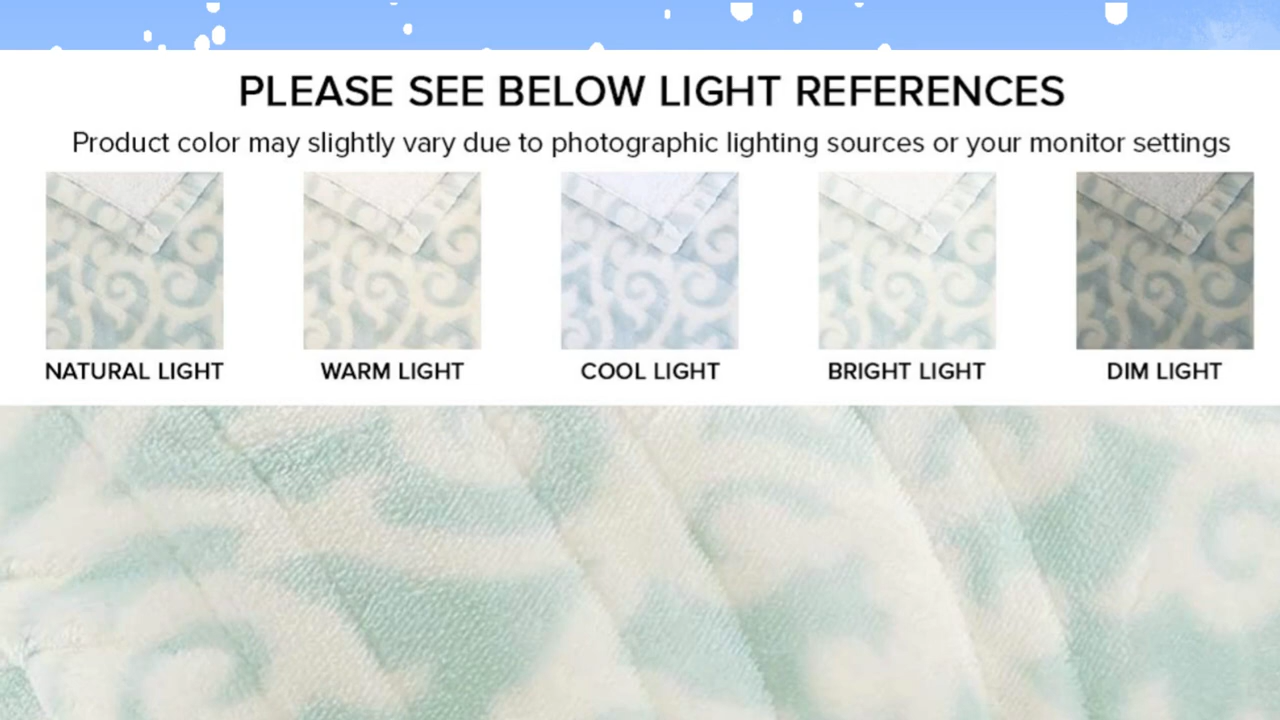 PLEASE SEE BELOW LIGHT REFERENCES
Product color may slightly vary due to photographic lighting sources or your monitor settings
NATURAL LIGHT
WARM LIGHT
COOL LIGHT
BRIGHT LIGHT
DIM LIGHT